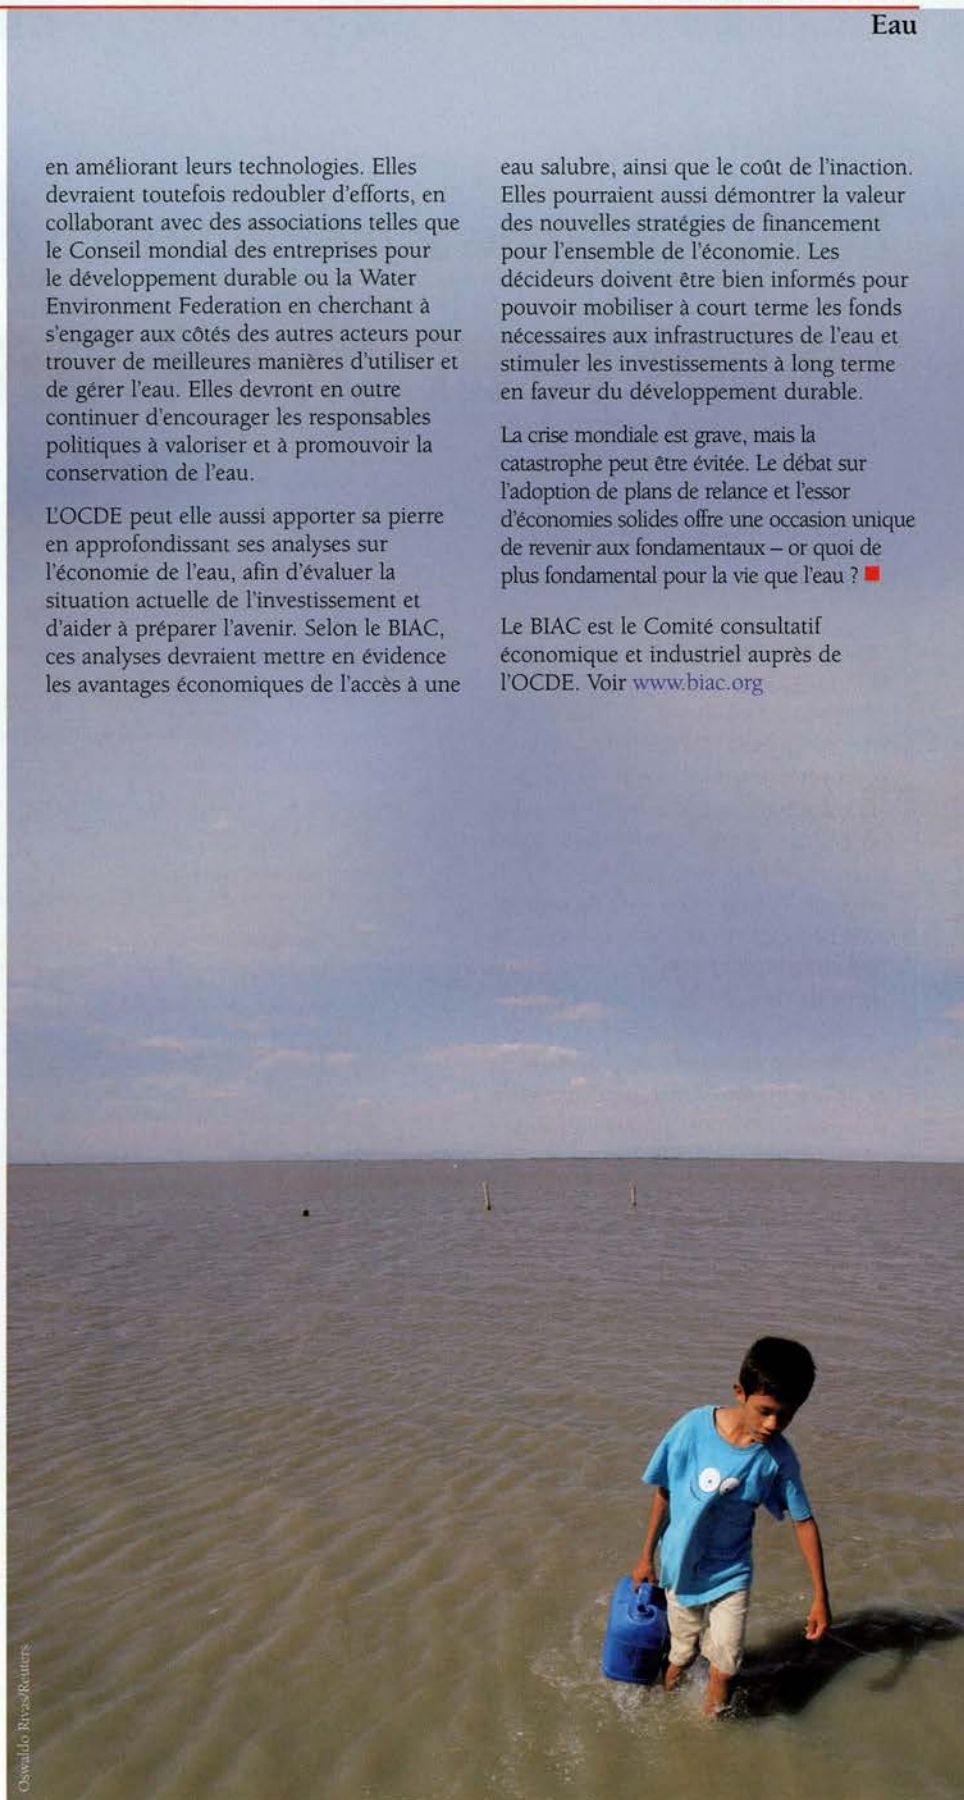 Eau
en améliorant leurs technologies. Elles
devraient toutefois redoubler d'efforts, en
collaborant avec des associations telles que
le Conseil mondial des entreprises pour
le développement durable ou la Water
Environment Federation en cherchant à
s'engager aux côtés des autres acteurs pour
trouver de meilleures manières d'utiliser et
de gérer l'eau. Elles devront en outre
continuer d'encourager les responsables
politiques à valoriser et à promouvoir la
conservation de l'eau.
L'OCDE peut elle aussi apporter sa pierre
en approfondissant ses analyses sur
l'économie de l'eau, afin d'évaluer la
situation actuelle de l'investissement et
d'aider à préparer l'avenir. Selon le BIAC,
ces analyses devraient mettre en évidence
les avantages économiques de l'accès à une
eau salubre, ainsi que le coût de l'inaction.
Elles pourraient aussi démontrer la valeur
des nouvelles stratégies de financement
pour l'ensemble de l'économie. Les
décideurs doivent être bien informés pour
pouvoir mobiliser à court terme les fonds
nécessaires aux infrastructures de l'eau et
stimuler les investissements à long terme
en faveur du développement durable.
La crise mondiale est grave, mais la
catastrophe peut être évitée. Le débat sur
l'adoption de plans de relance et l'essor
d'économies solides offre une occasion unique
de revenir aux fondamentaux – or quoi de
plus fondamental pour la vie que l'eau ?
Le BIAC est le Comité consultatif
économique et industriel auprès de
l'OCDE. Voir www.biac.org
Oswaldo Rivas/Reuters